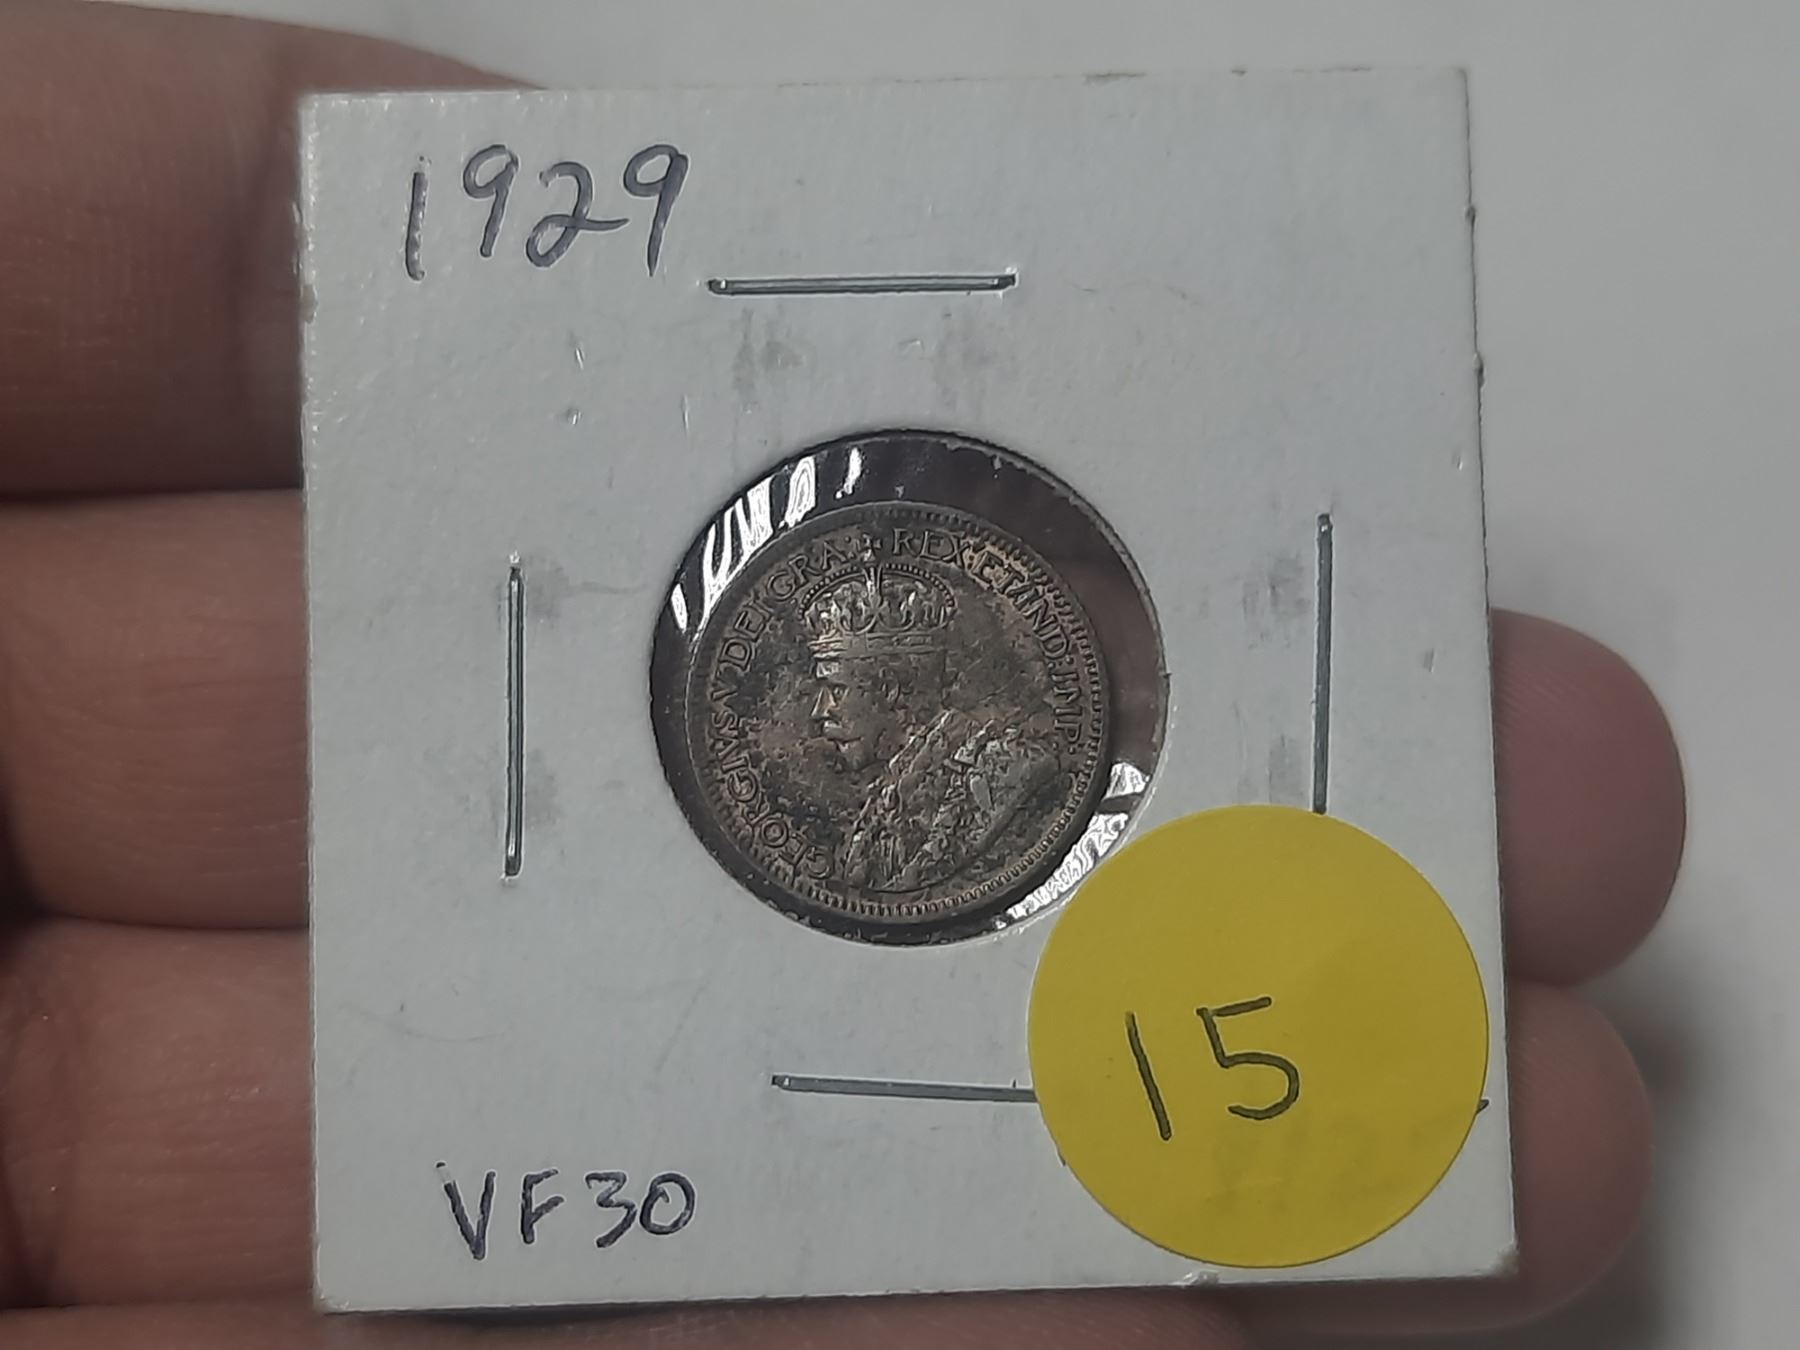 1929
GEORGIVS V DEI GRA: REX ET IND: IMP:
15
VF30